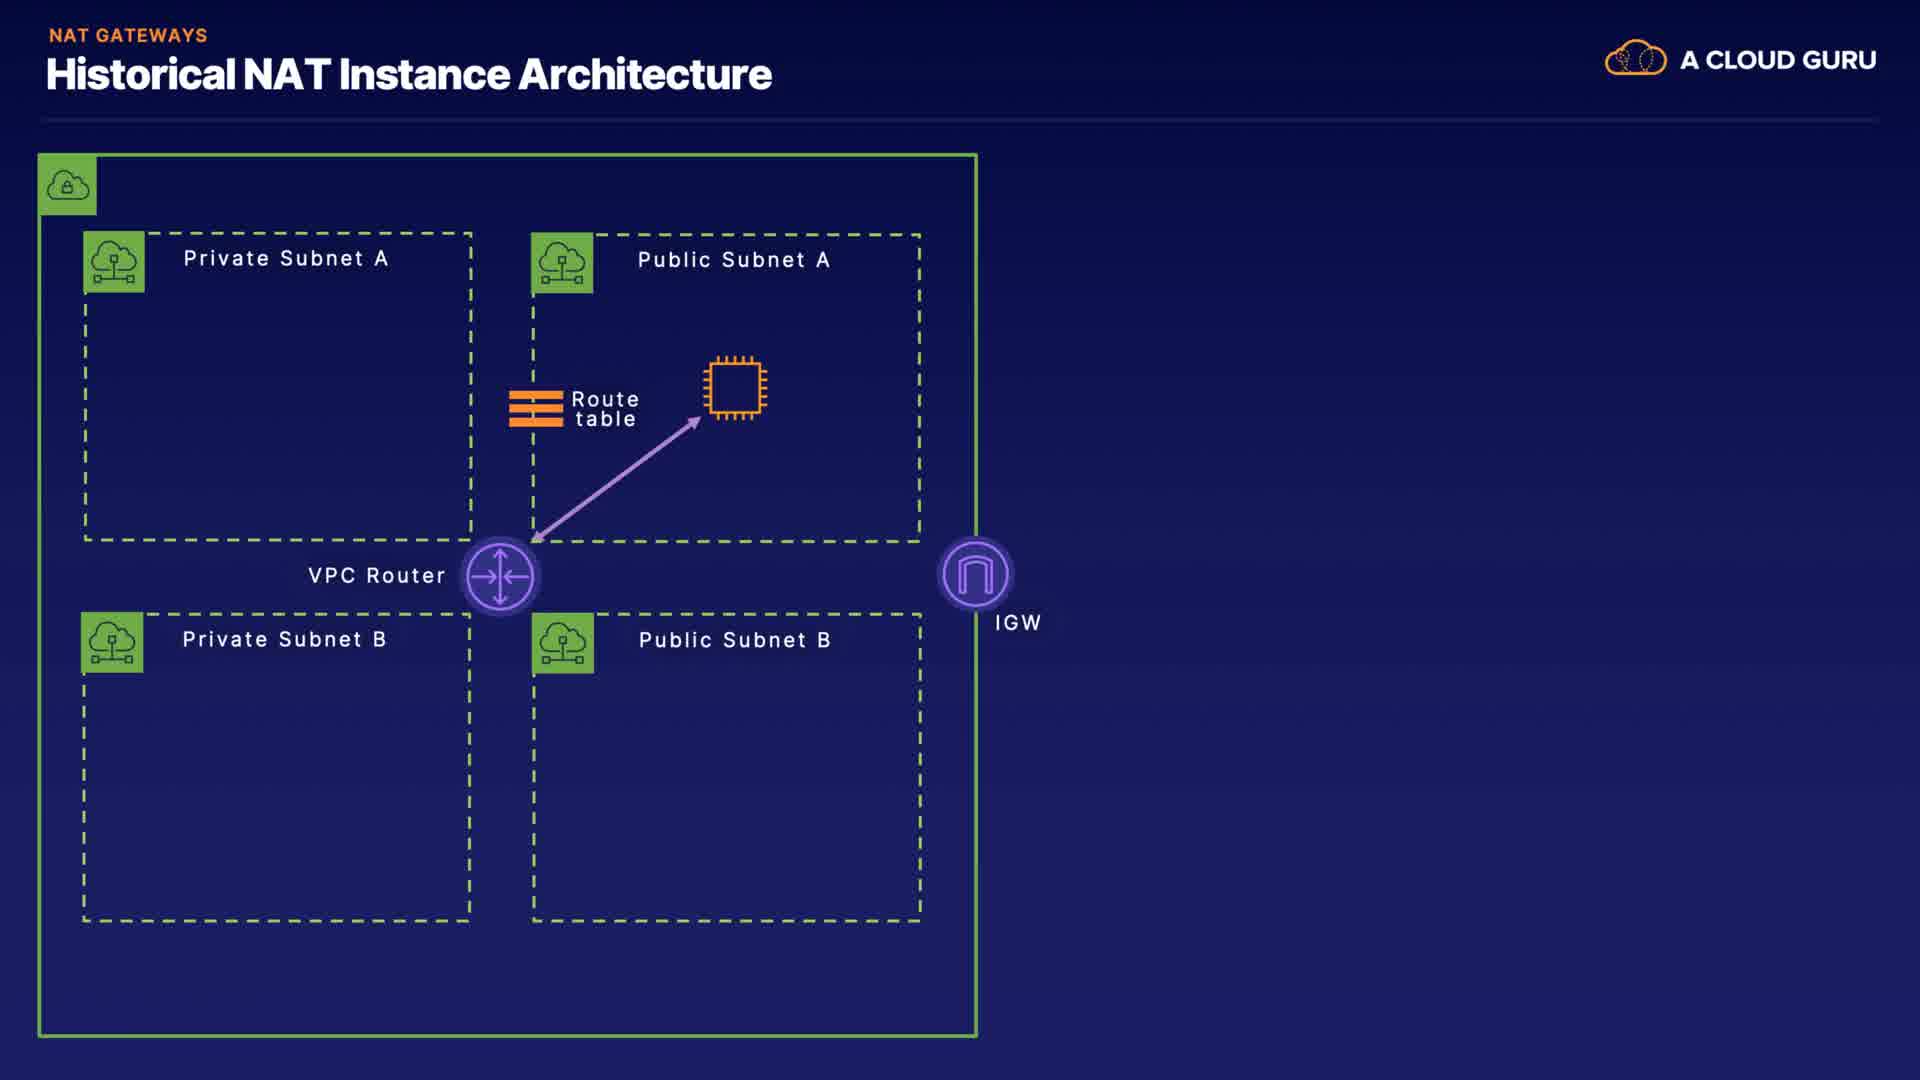 NAT GATEWAYS
Historical NAT Instance Architecture
A CLOUD GURU
Private Subnet A
Public Subnet A
Route
table
VPC Router
IGW
Private Subnet B
Public Subnet B